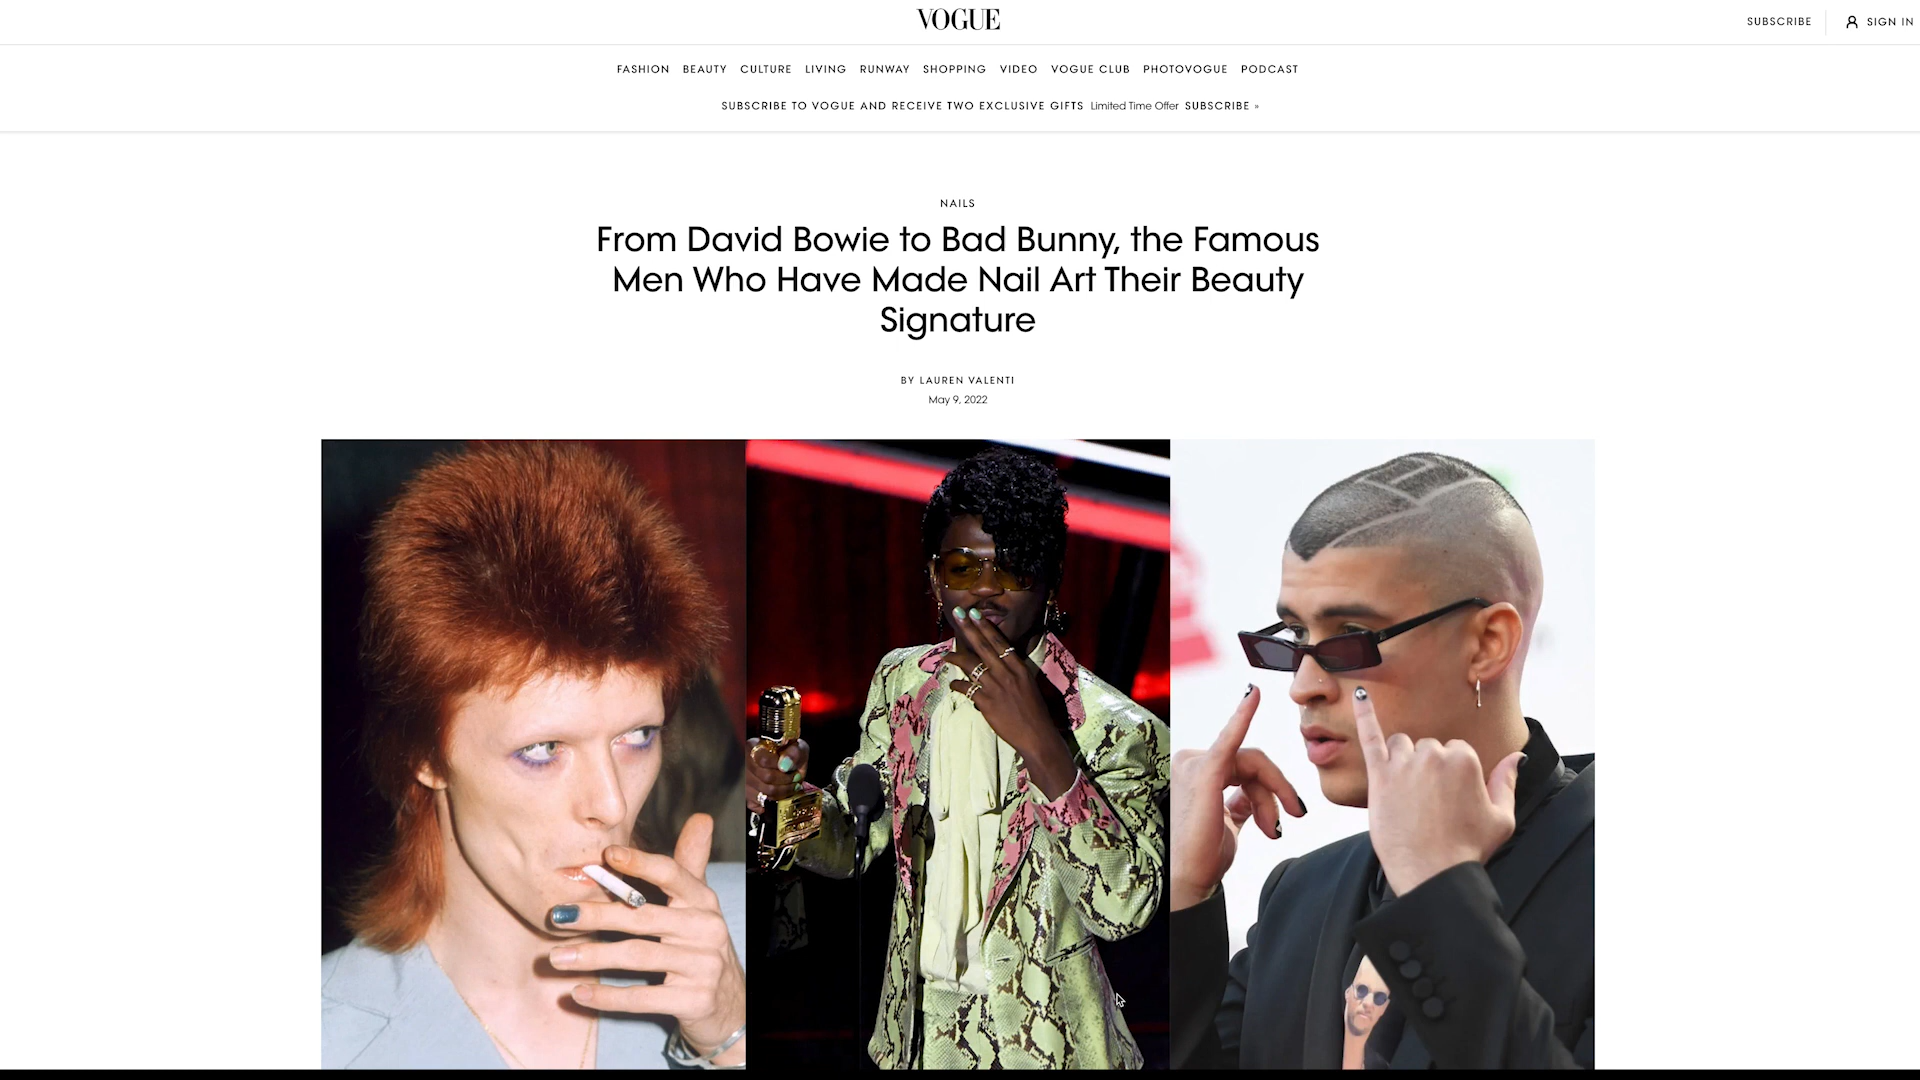 VOGUE
SUBSCRIBE
SIGN IN
FASHION BEAUTY CULTURE LIVING RUNWAY SHOPPING VIDEO VOGUE CLUB PHOTOVOGUE PODCAST
SUBSCRIBE TO VOGUE AND RECEIVE TWO EXCLUSIVE GIFTS Limited Time Offer SUBSCRIBE »
NAILS
From David Bowie to Bad Bunny, the Famous
Men Who Have Made Nail Art Their Beauty
Signature
BY LAUREN VALENTI
May 9, 2022